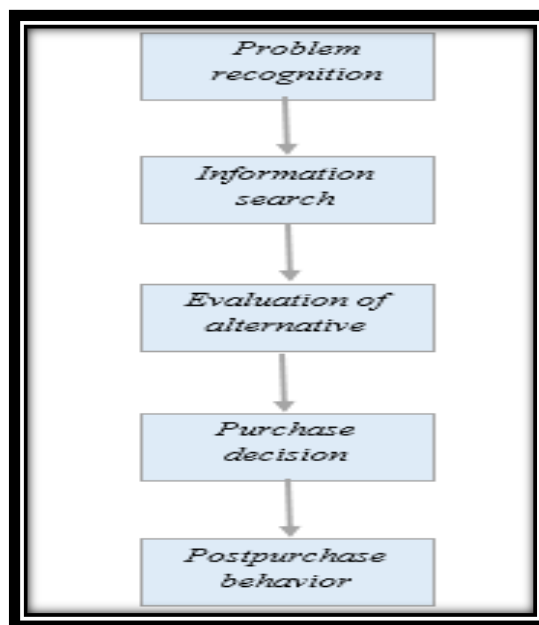 Problem
recognition
Information
search
Evaluation of
alternative
Purchase
decision
Postpurchase
behavior